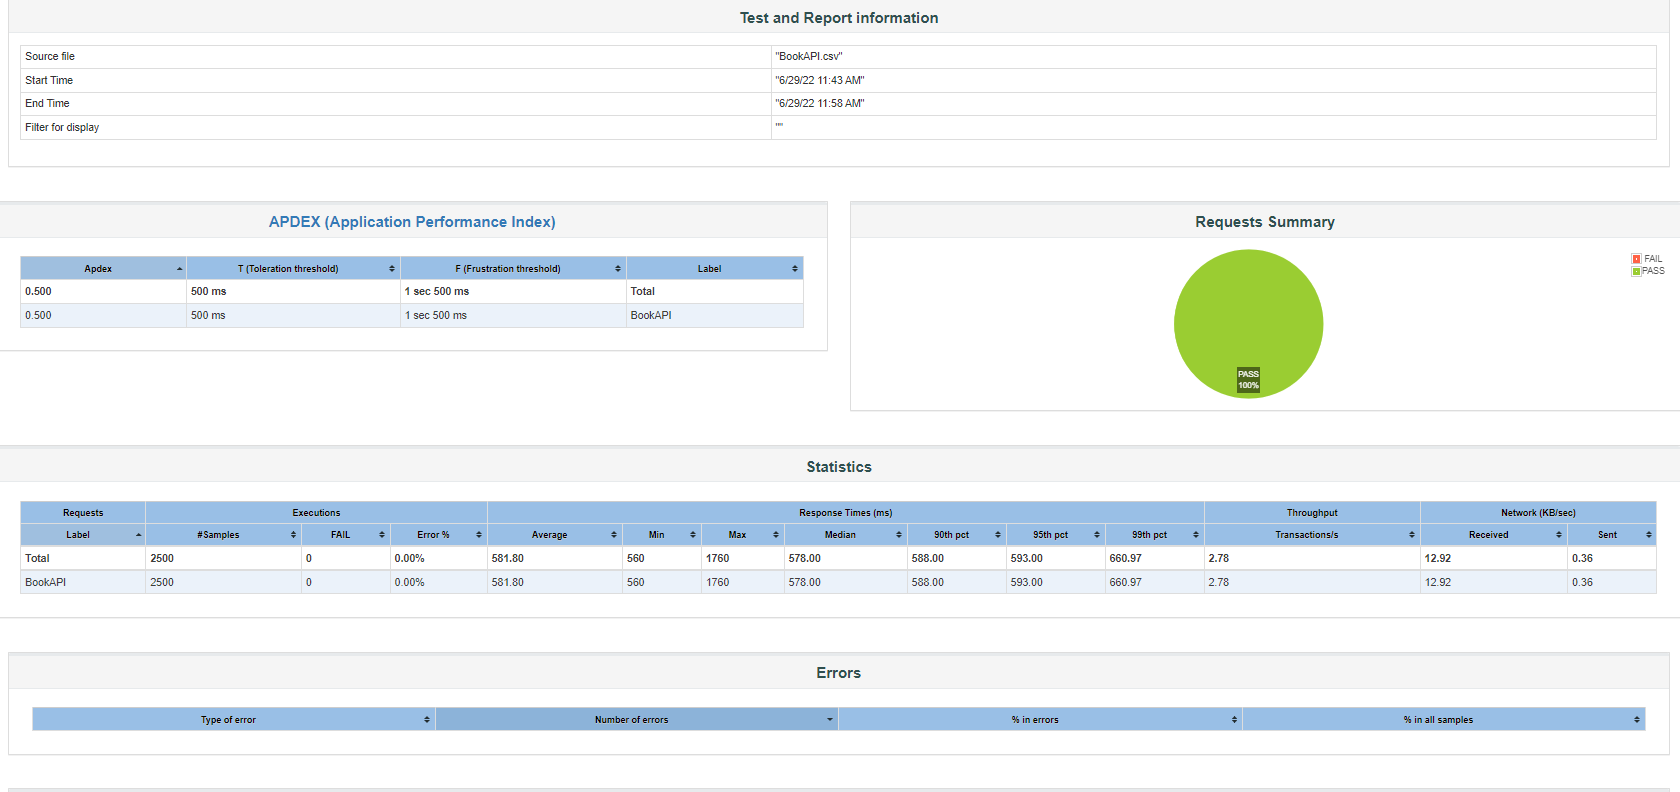 Test and Report information
Source file "BookAPI.csv"
Start Time "6/29/22 11:43 AM"
End Time "6/29/22 11:58 AM"
Filter for display ""
APDEX (Application Performance Index)
Apdex T (Toleration threshold) F (Frustration threshold) Label
0.500 500 ms 1 sec 500 ms Total
0.500 500 ms 1 sec 500 ms BookAPI
Requests Summary
FAIL
PASS
PASS
100%
Statistics
Requests Executions Response Times (ms) Throughput Network (KB/sec)
Label #Samples FAIL Error % Average Min Max Median 90th pct 95th pct 99th pct Transactions/s Received Sent
Total 2500 0 0.00% 581.80 560 1760 578.00 588.00 593.00 660.97 2.78 12.92 0.36
BookAPI 2500 0 0.00% 581.80 560 1760 578.00 588.00 593.00 660.97 2.78 12.92 0.36
Errors
Type of error Number of errors % in errors % in all samples